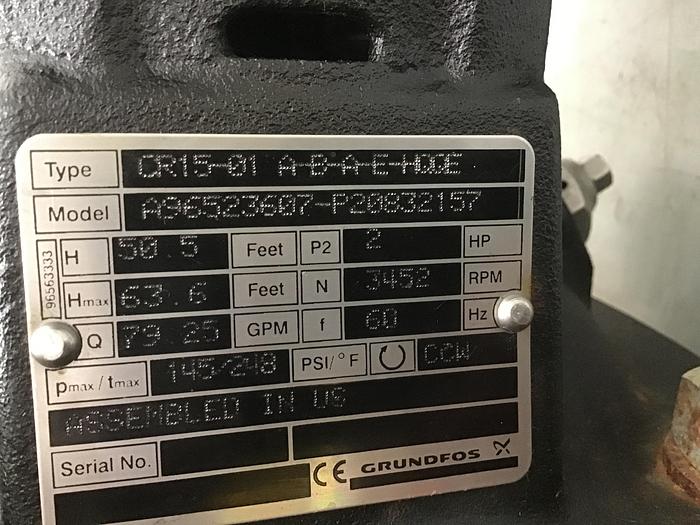 Type CR15-01 A-B-A-E-HQQE
Model A96523607-P20832157
96563333
H 50.5 Feet P2 2 HP
Hmax 63.6 Feet N 3452 RPM
Q 79.25 GPM f 60 Hz
pmax / tmax 145/248 PSI/°F CCW
ASSEMBLED IN US
Serial No.
CE GRUNDFOS